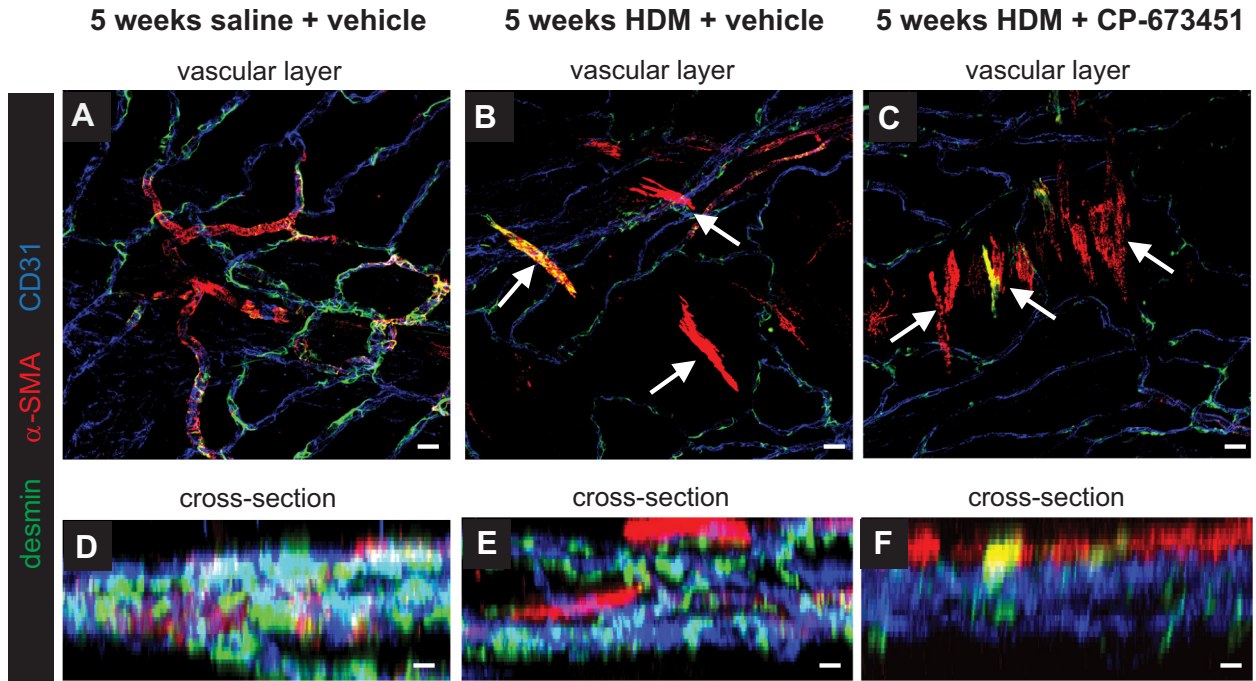 5 weeks saline + vehicle
5 weeks HDM + vehicle
5 weeks HDM + CP-673451
vascular layer
vascular layer
vascular layer
desmin α-SMA CD31
A
B
C
cross-section
cross-section
cross-section
D
E
F